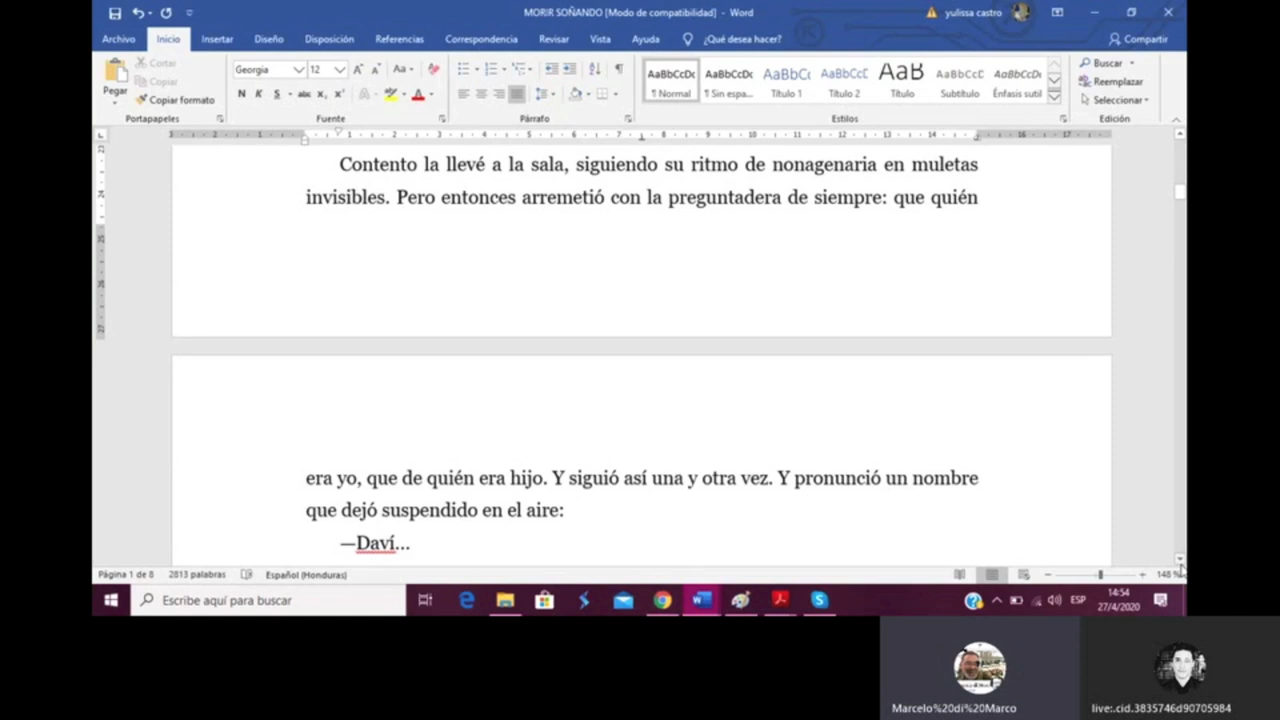 MORIR SOÑANDO [Modo de compatibilidad] - Word
yulissa castro
Archivo Inicio Insertar Diseño Disposición Referencias Correspondencia Revisar Vista Ayuda ¿Qué desea hacer? Compartir
Pegar
Cortar
Copiar
Copiar formato
Portapapeles
Georgia 12
N K S abc
Fuente
Párrafo
AaBbCcDc AaBbCcDc AaBbC AaBbCcC AaB AaBbCcD AaBbCcDc
¶ Normal ¶ Sin espa... Título 1 Título 2 Título Subtítulo Énfasis sutil
Estilos
Buscar
Reemplazar
Seleccionar
Edición
Contento la llevé a la sala, siguiendo su ritmo de nonagenaria en muletas
invisibles. Pero entonces arremetió con la preguntadera de siempre: que quién
era yo, que de quién era hijo. Y siguió así una y otra vez. Y pronunció un nombre
que dejó suspendido en el aire:
—Daví...
Página 1 de 8 2813 palabras Español (Honduras) 148 %
Escribe aquí para buscar
ESP
14:54
27/4/2020
Marcelo%20di%20Marco
live:.cid.3835746d90705984